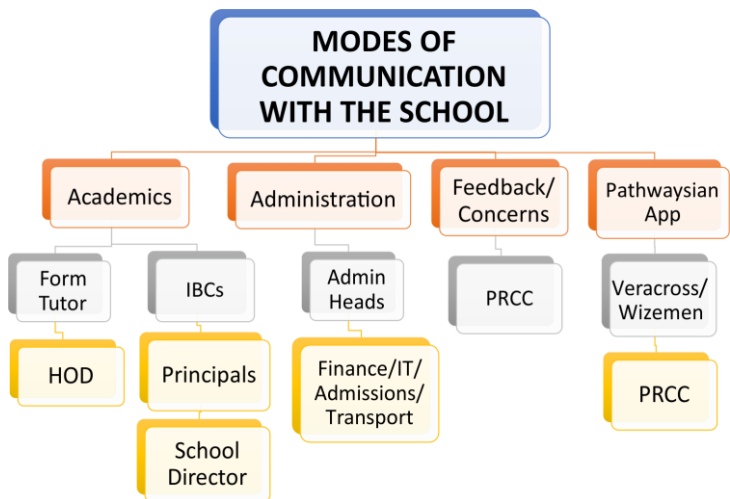 MODES OF
COMMUNICATION
WITH THE SCHOOL
Academics
Administration
Feedback/
Concerns
Pathwaysian
App
Form
Tutor
IBCs
Admin
Heads
PRCC
Veracross/
Wizemen
HOD
Principals
Finance/IT/
Admissions/
Transport
PRCC
School
Director